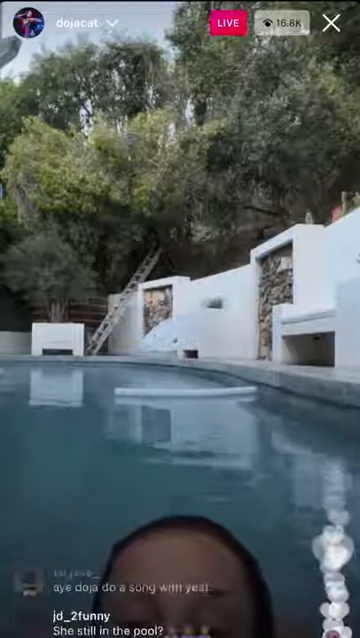 dojacat
LIVE
16.8K
aye doja do a song with yeat
jd_2funny
She still in the pool?